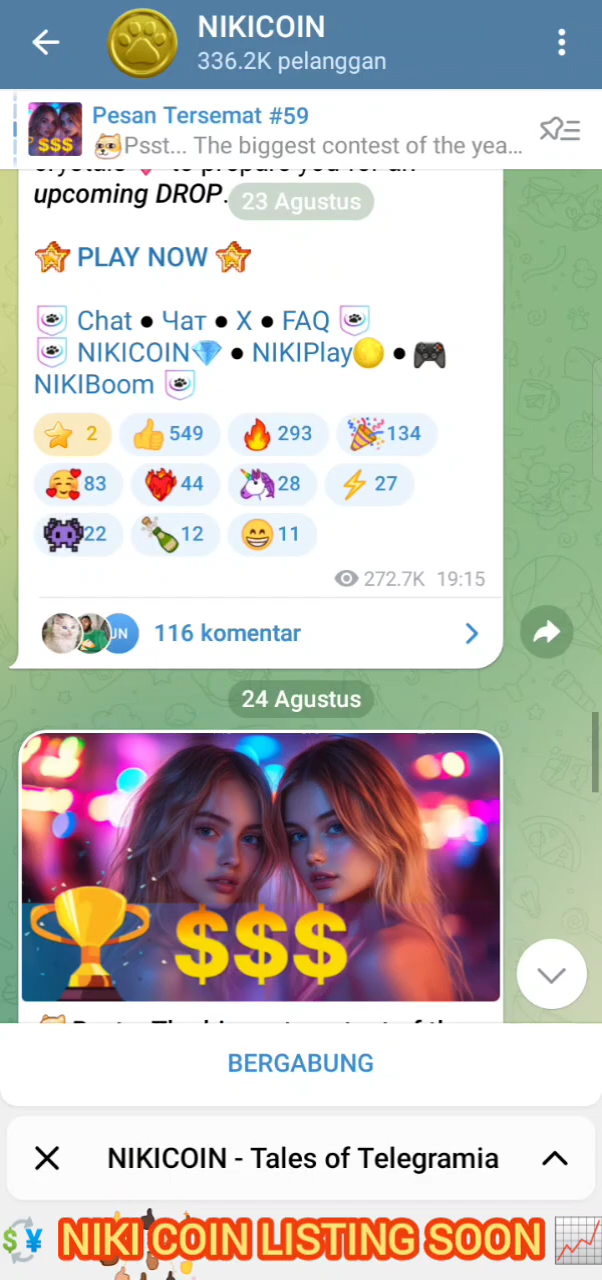 NIKICOIN
336.2K pelanggan
Pesan Tersemat #59
Psst... The biggest contest of the yea...
$$$
upcoming DROP.
23 Agustus
PLAY NOW
Chat ● Чат ● X ● FAQ
NIKICOIN💎 ● NIKIPlay🟡 ● 🎮
NIKIBoom
2 549 293 134
83 44 28 27
22 12 11
272.7K 19:15
JN 116 komentar
24 Agustus
$$$
BERGABUNG
NIKICOIN - Tales of Telegramia
NIKI COIN LISTING SOON